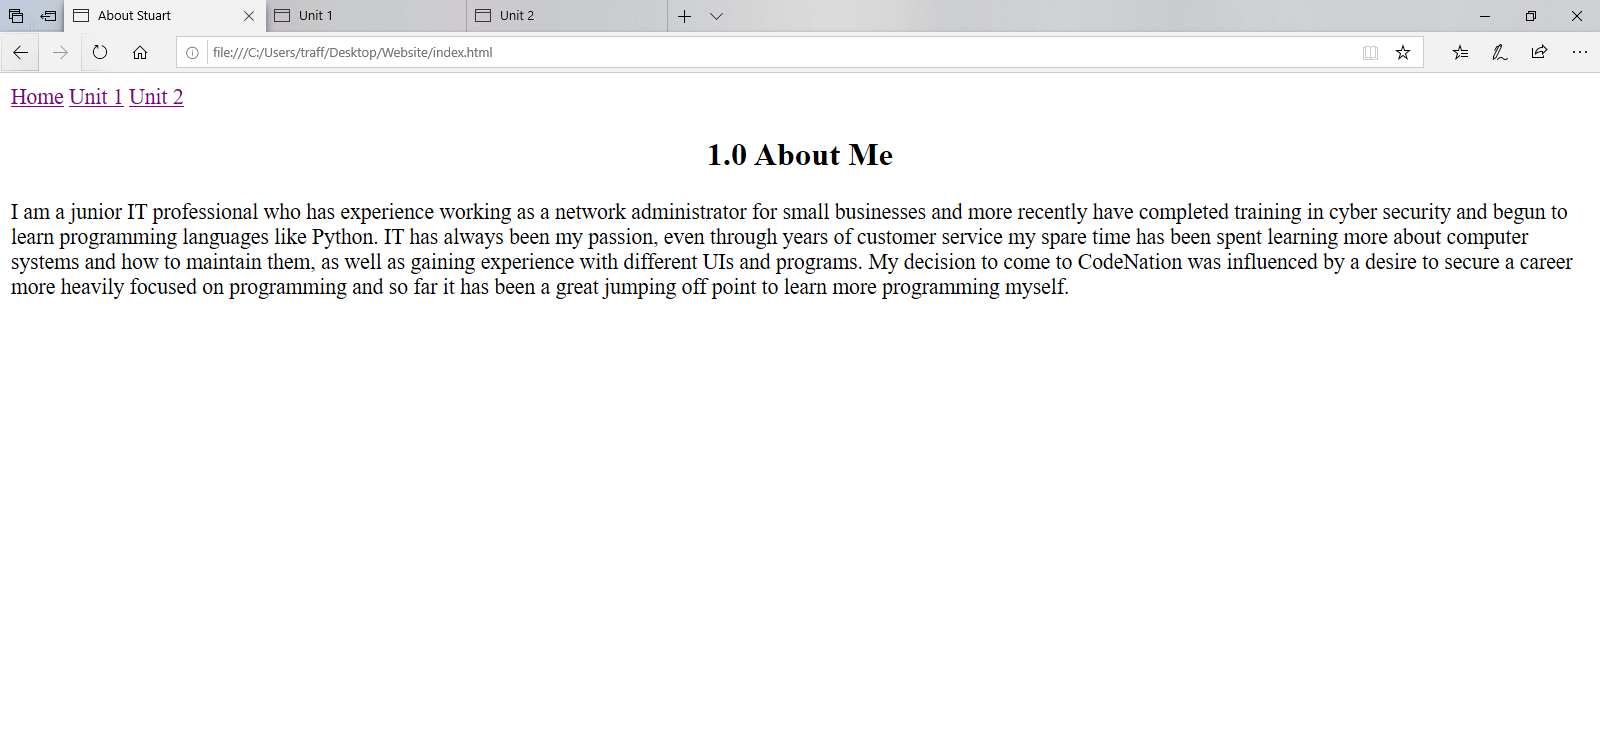 About Stuart Unit 1 Unit 2
file:///C:/Users/traff/Desktop/Website/index.html
Home Unit 1 Unit 2
1.0 About Me
I am a junior IT professional who has experience working as a network administrator for small businesses and more recently have completed training in cyber security and begun to
learn programming languages like Python. IT has always been my passion, even through years of customer service my spare time has been spent learning more about computer
systems and how to maintain them, as well as gaining experience with different UIs and programs. My decision to come to CodeNation was influenced by a desire to secure a career
more heavily focused on programming and so far it has been a great jumping off point to learn more programming myself.